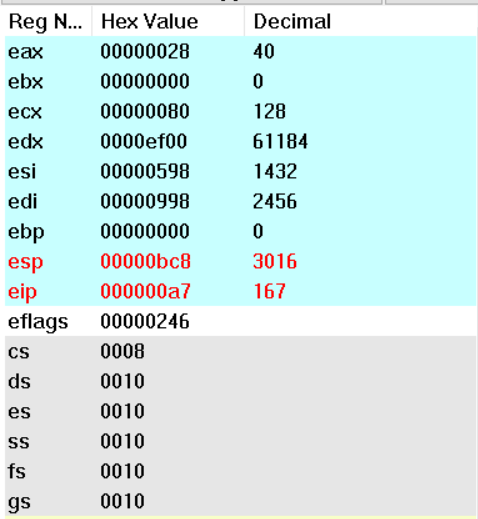 Reg N... Hex Value Decimal
eax 00000028 40
ebx 00000000 0
ecx 00000080 128
edx 0000ef00 61184
esi 00000598 1432
edi 00000998 2456
ebp 00000000 0
esp 00000bc8 3016
eip 000000a7 167
eflags 00000246
cs 0008
ds 0010
es 0010
ss 0010
fs 0010
gs 0010